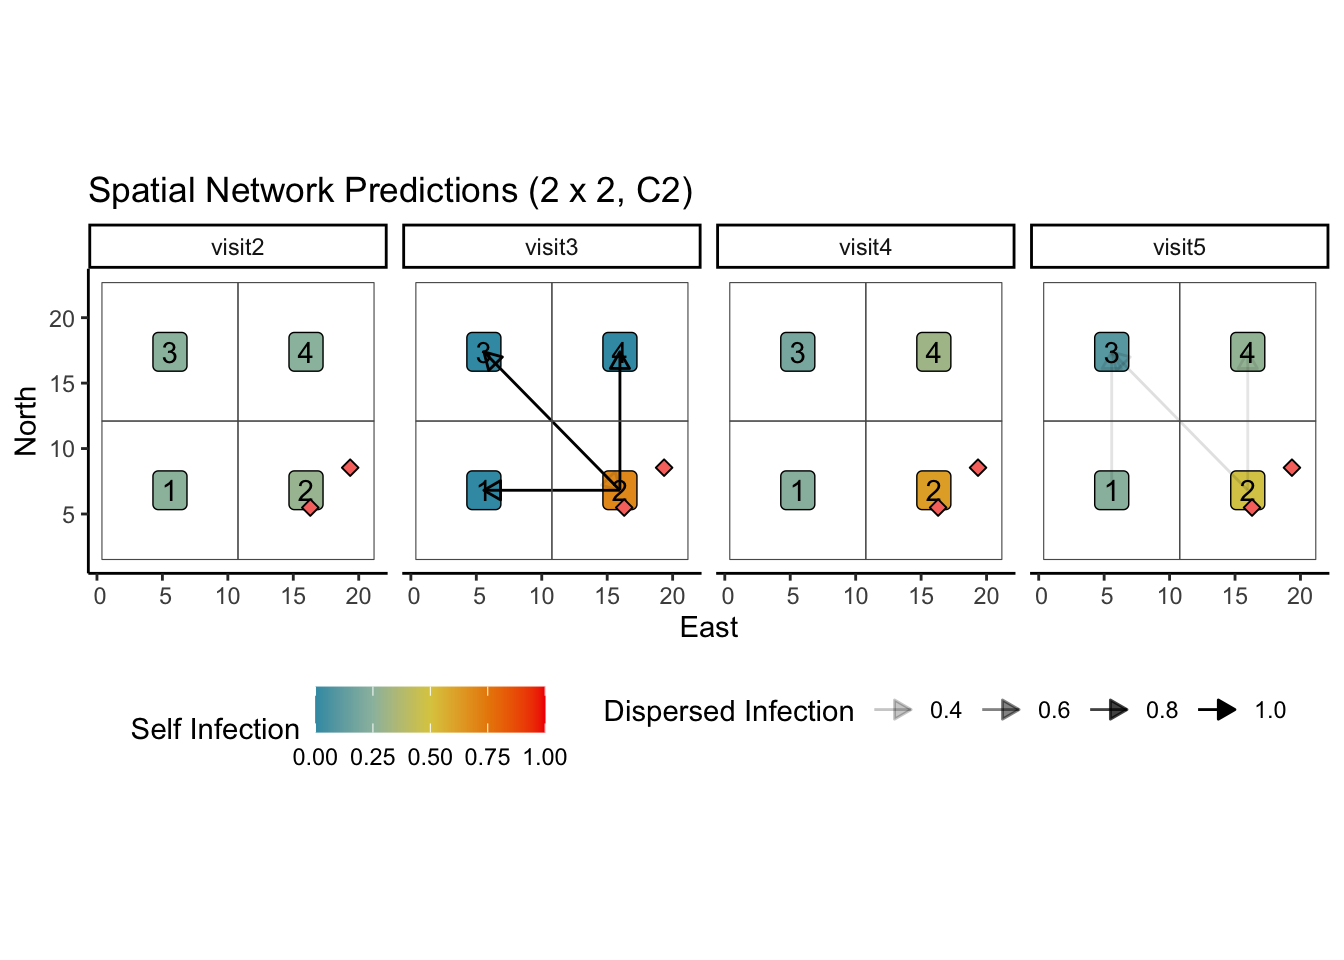 Spatial Network Predictions (2 x 2, C2)
visit2 visit3 visit4 visit5
3 4 3 4 3 4 3 4
1 2 1 2 1 2 1 2
20
15
10
5
North
0 5 10 15 20 0 5 10 15 20 0 5 10 15 20 0 5 10 15 20
East
Self Infection
0.00 0.25 0.50 0.75 1.00
Dispersed Infection 0.4 0.6 0.8 1.0